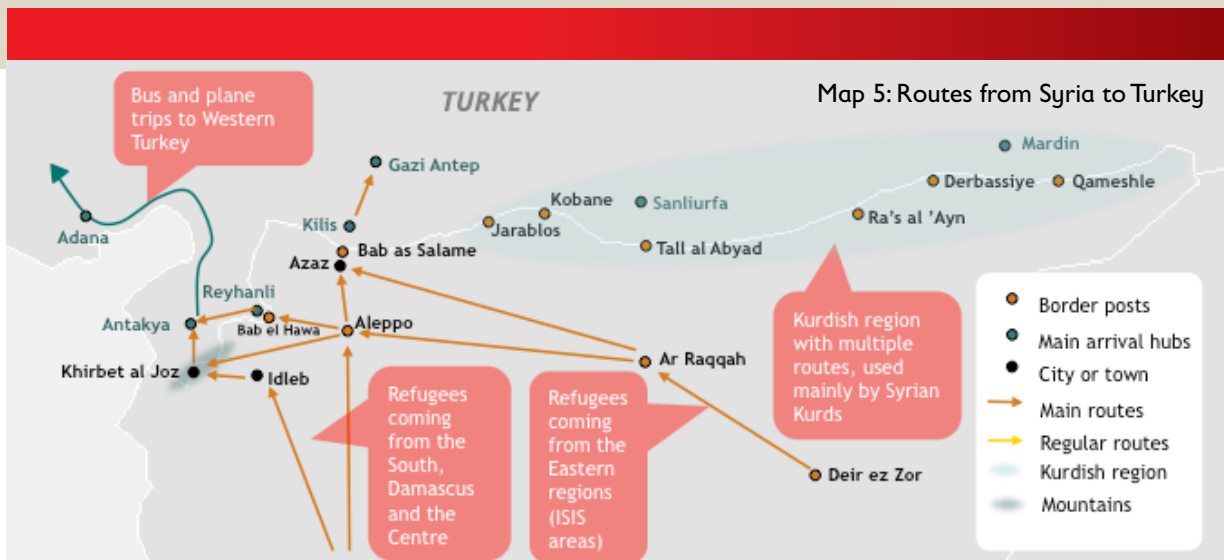 Map 5: Routes from Syria to Turkey
TURKEY
Bus and plane
trips to Western
Turkey
Gazi Antep
Mardin
Derbassiye
Qameshle
Kobane
Sanliurfa
Adana
Kilis
Jarablos
Ra's al 'Ayn
Bab as Salame
Tall al Abyad
Azaz
Reyhanli
Antakya
Bab el Hawa
Aleppo
Khirbet al Joz
Idleb
Ar Raqqah
Deir ez Zor
Kurdish region
with multiple
routes, used
mainly by Syrian
Kurds
Refugees
coming
from the
South,
Damascus
and the
Centre
Refugees
coming
from the
Eastern
regions
(ISIS
areas)
Border posts
Main arrival hubs
City or town
Main routes
Regular routes
Kurdish region
Mountains